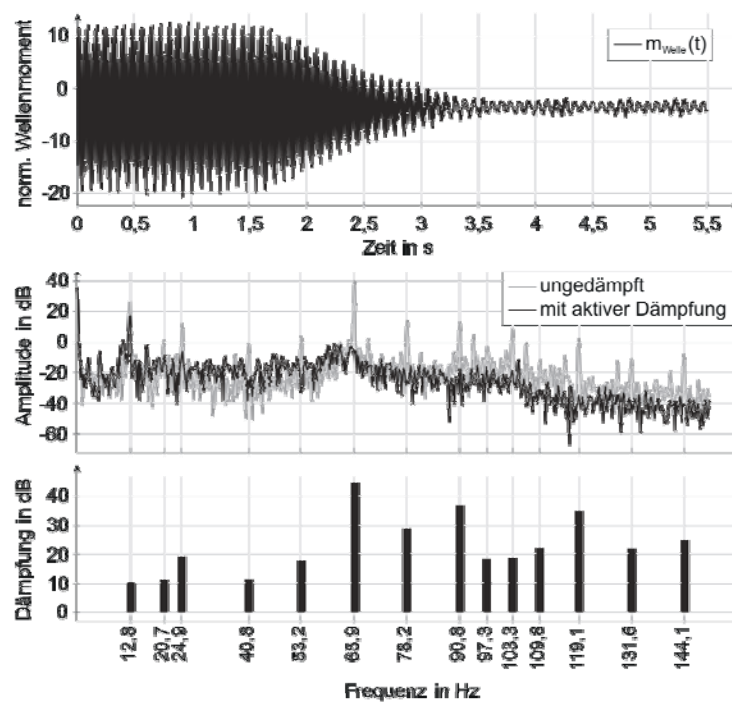 norm. Wellenmoment
10
0
-10
-20
m_Welle(t)
0 0,5 1 1,5 2 2,5 3 3,5 4 4,5 5 5,5
Zeit in s
Amplitude in dB
40
20
0
-20
-40
-60
ungedämpft
mit aktiver Dämpfung
Dämpfung in dB
40
30
20
10
0
12,8 20,7 24,9 40,8 53,2 65,9 78,2 90,8 97,3 103,3 109,8 119,1 131,6 144,1
Frequenz in Hz